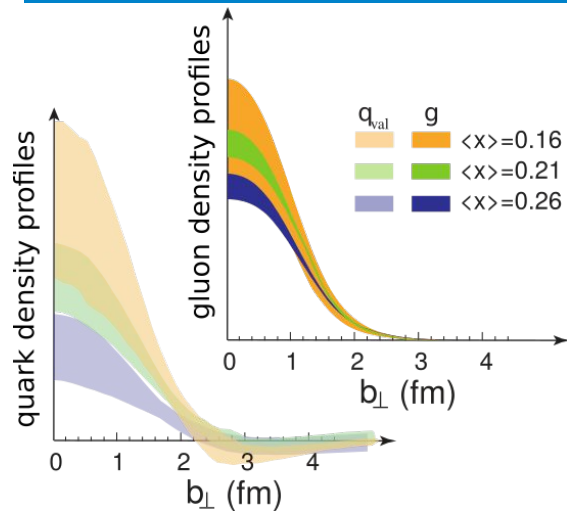 gluon density profiles
q_val g
<x>=0.16
<x>=0.21
<x>=0.26
0 1 2 3 4
b⊥ (fm)
quark density profiles
0 1 2 3 4
b⊥ (fm)